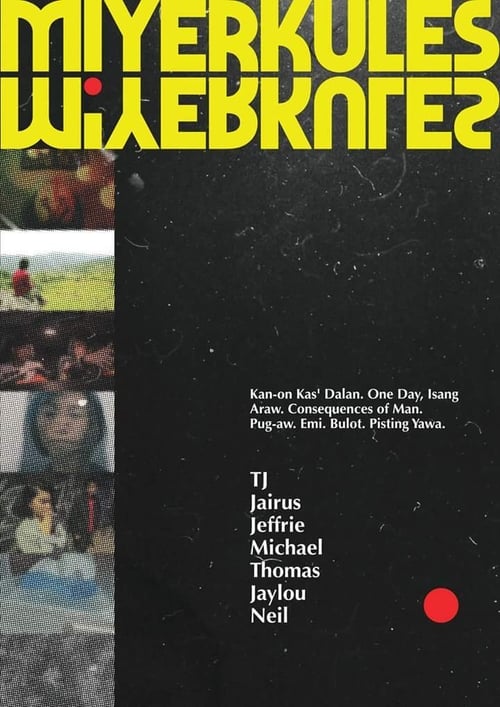 MIYERKULES
MIYERKULES
Kan-on Kas' Dalan. One Day, Isang
Araw. Consequences of Man.
Pug-aw. Emi. Bulot. Pisting Yawa.
TJ
Jairus
Jeffrie
Michael
Thomas
Jaylou
Neil